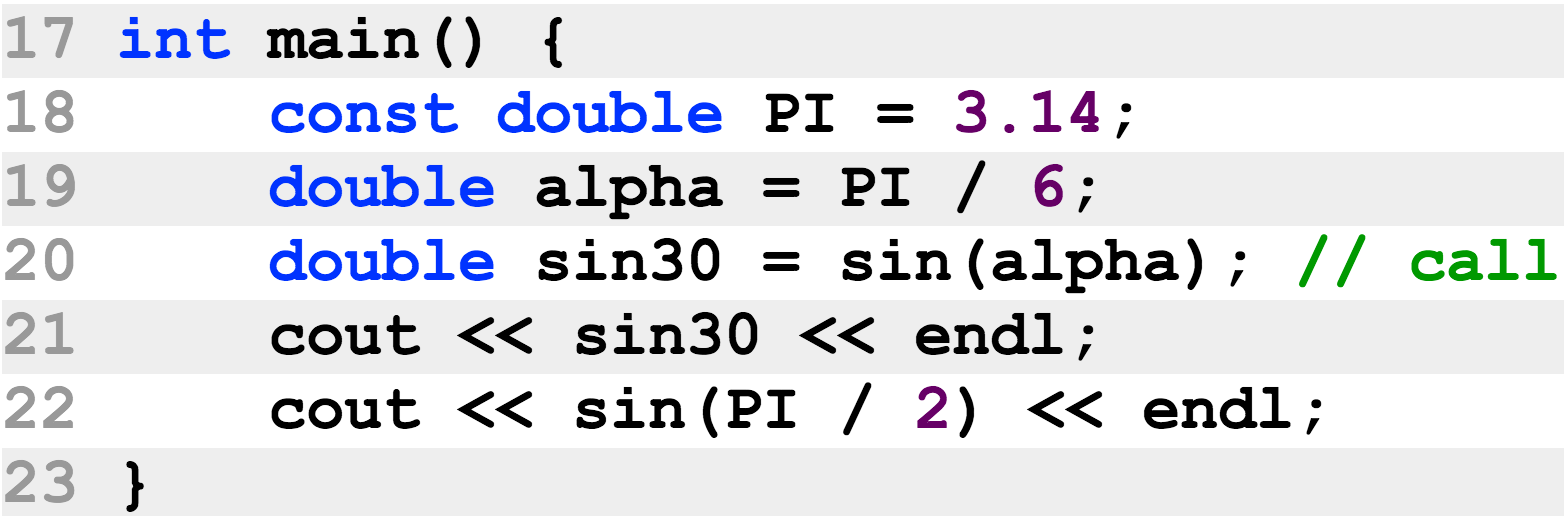 17 int main() {
18     const double PI = 3.14;
19     double alpha = PI / 6;
20     double sin30 = sin(alpha); // call
21     cout << sin30 << endl;
22     cout << sin(PI / 2) << endl;
23 }